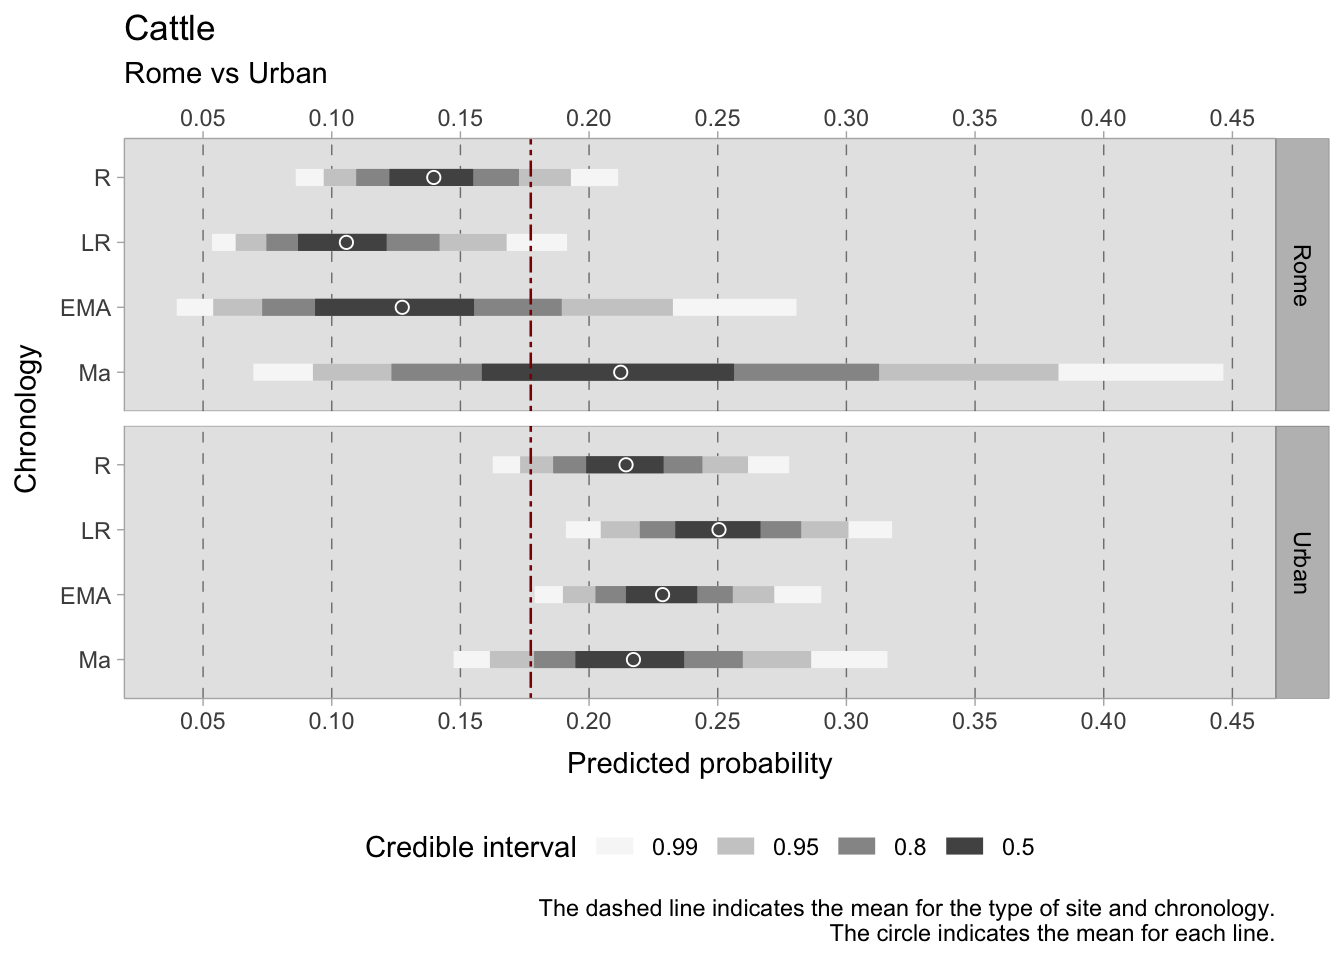 Cattle
Rome vs Urban
0.05 0.10 0.15 0.20 0.25 0.30 0.35 0.40 0.45
Chronology
R
LR
EMA
Ma
Rome
R
LR
EMA
Ma
Urban
0.05 0.10 0.15 0.20 0.25 0.30 0.35 0.40 0.45
Predicted probability
Credible interval 0.99 0.95 0.8 0.5
The dashed line indicates the mean for the type of site and chronology.
The circle indicates the mean for each line.